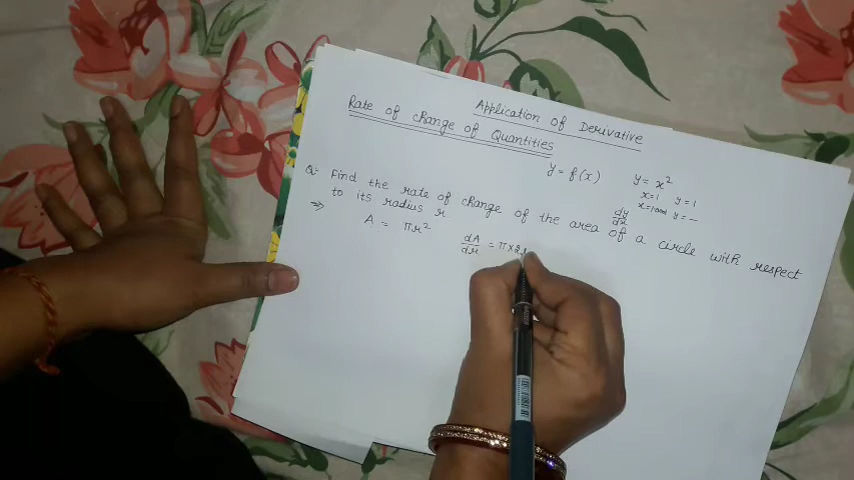 Application of Derivative
Rate of change of Quantities
y = f(x)
y = x²
x=1 y=1
x=1001 y=—
dy/dx
Q. Find the rate of change of the area of a circle with respect
to its radius r
⇒ A = πr²
dA/dr = π×2